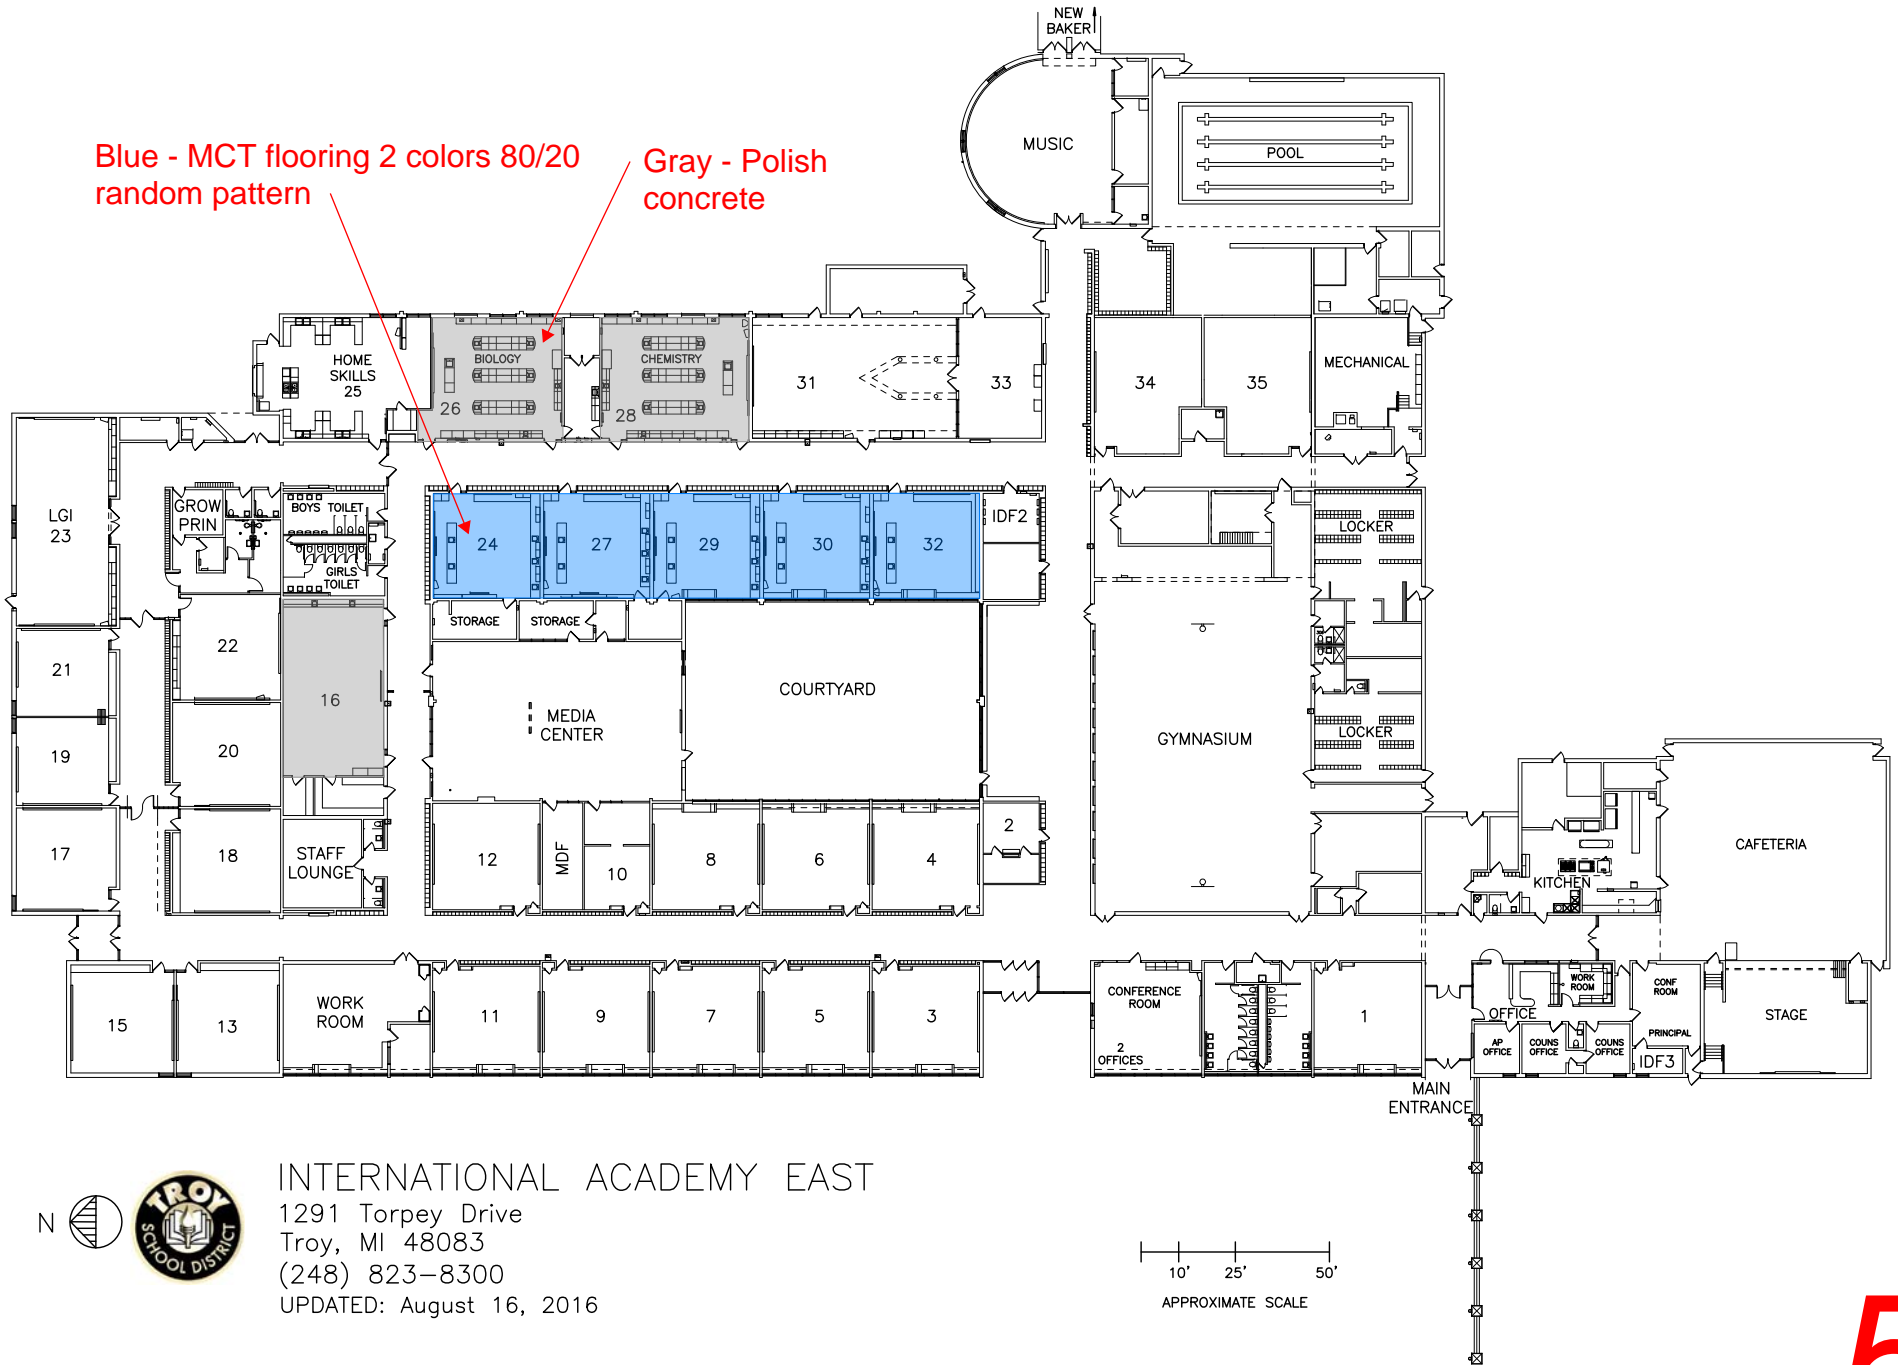 NEW
BAKER
MUSIC
POOL
Blue - MCT flooring 2 colors 80/20
random pattern
Gray - Polish
concrete
HOME
SKILLS
25
BIOLOGY
26
CHEMISTRY
28
31
33
34
35
MECHANICAL
LGI
23
GROW
PRIN
BOYS TOILET
GIRLS
TOILET
24
27
29
30
32
IDF2
LOCKER
STORAGE
STORAGE
22
21
16
20
19
MEDIA
CENTER
COURTYARD
GYMNASIUM
LOCKER
17
18
STAFF
LOUNGE
12
MDF
10
8
6
4
2
KITCHEN
CAFETERIA
15
13
WORK
ROOM
11
9
7
5
3
CONFERENCE
ROOM
2
OFFICES
1
OFFICE
WORK
ROOM
CONF
ROOM
PRINCIPAL
AP
OFFICE
COUNS
OFFICE
COUNS
OFFICE
IDF3
STAGE
MAIN
ENTRANCE
N
TROY
SCHOOL DISTRICT
INTERNATIONAL ACADEMY EAST
1291 Torpey Drive
Troy, MI 48083
(248) 823-8300
UPDATED: August 16, 2016
10' 25' 50'
APPROXIMATE SCALE
5